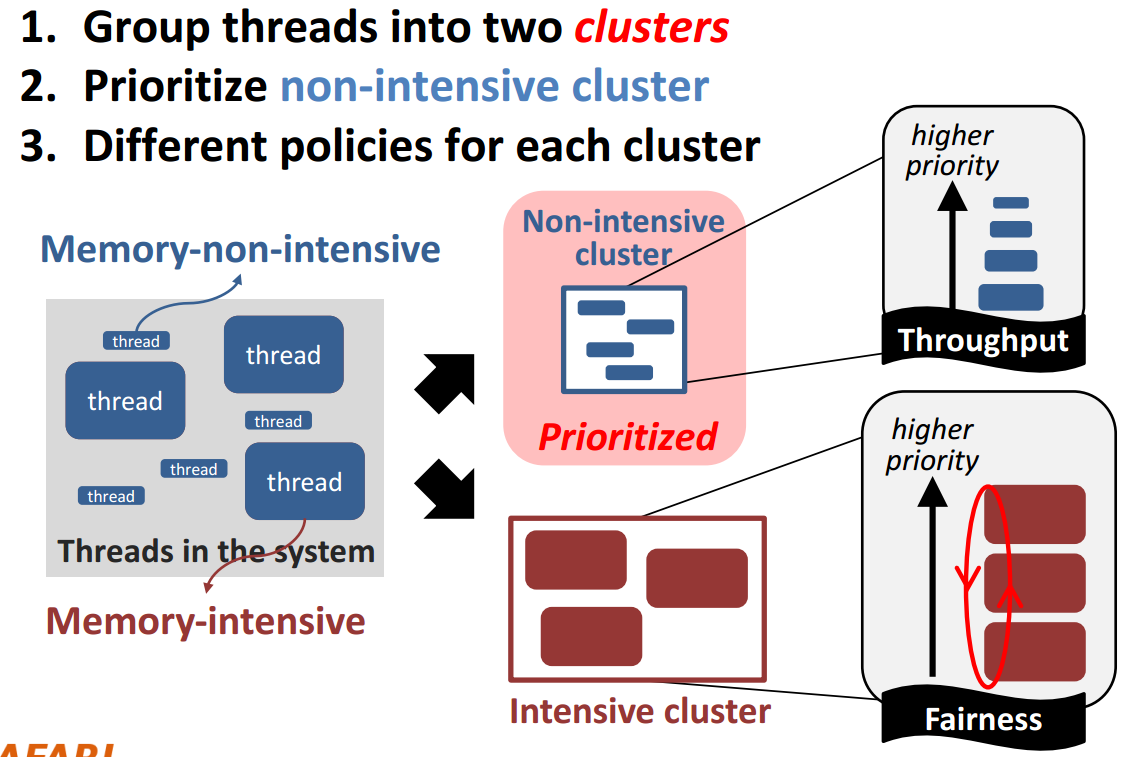 1. Group threads into two clusters
2. Prioritize non-intensive cluster
3. Different policies for each cluster
Memory-non-intensive
thread
thread
thread
thread
thread
thread
thread
Threads in the system
Memory-intensive
Non-intensive
cluster
Prioritized
Intensive cluster
higher
priority
Throughput
higher
priority
Fairness